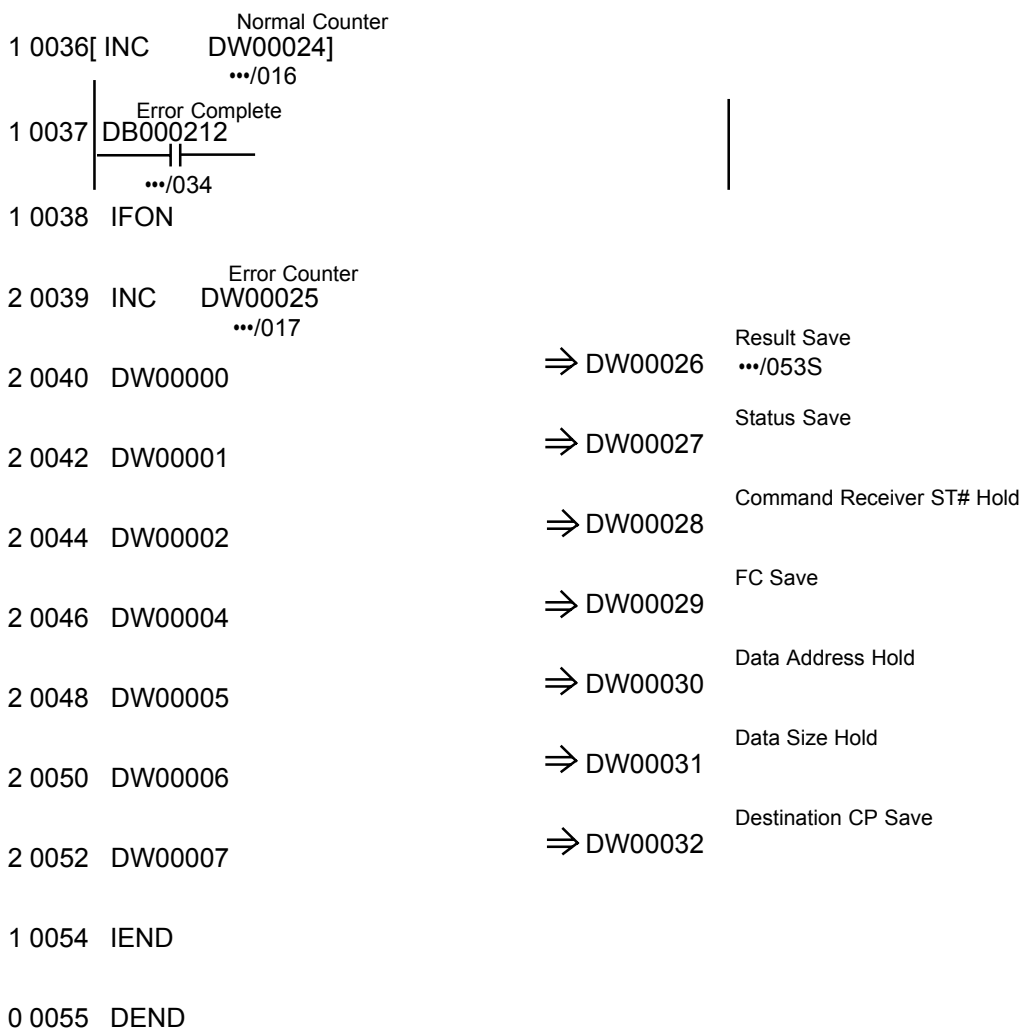 Normal Counter
1 0036[ INC DW00024]
•••/016
Error Complete
1 0037 DB000212
•••/034
1 0038 IFON
Error Counter
2 0039 INC DW00025
•••/017
Result Save
2 0040 DW00000 ⇒ DW00026 •••/053S
Status Save
2 0042 DW00001 ⇒ DW00027
Command Receiver ST# Hold
2 0044 DW00002 ⇒ DW00028
FC Save
2 0046 DW00004 ⇒ DW00029
Data Address Hold
2 0048 DW00005 ⇒ DW00030
Data Size Hold
2 0050 DW00006 ⇒ DW00031
Destination CP Save
2 0052 DW00007 ⇒ DW00032
1 0054 IEND
0 0055 DEND